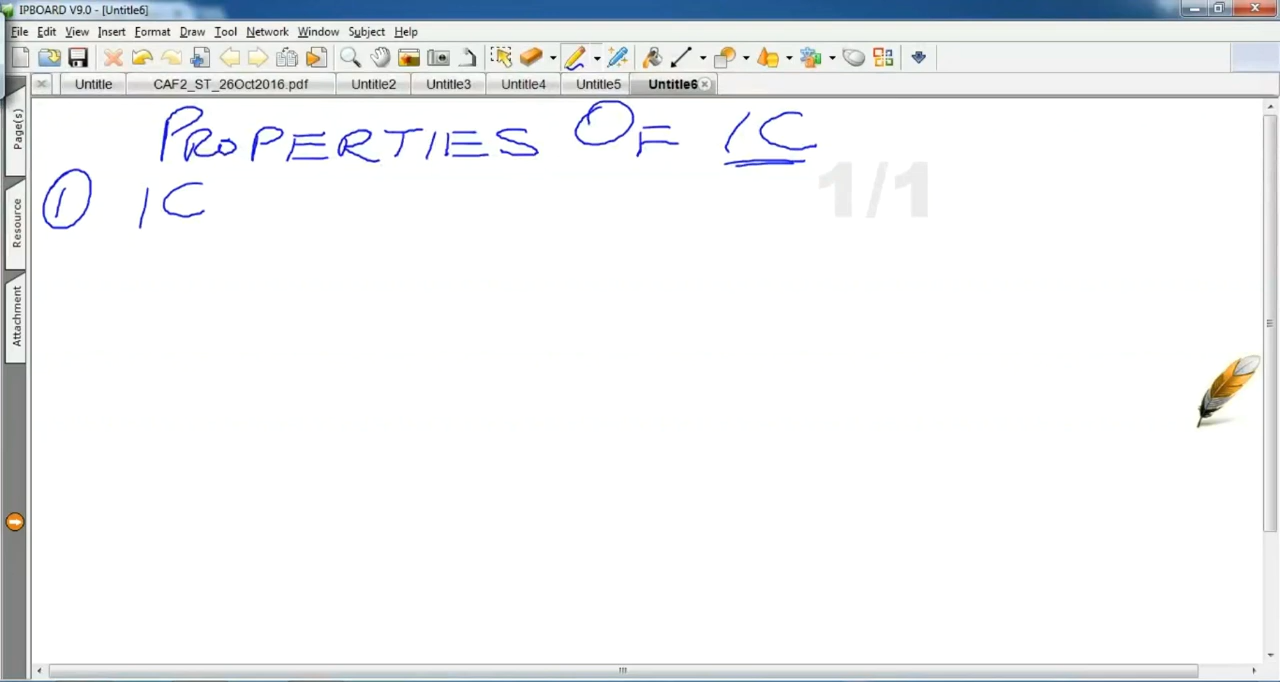 IPBOARD V9.0 - [Untitle6]
File Edit View Insert Format Draw Tool Network Window Subject Help
Untitle CAF2_ST_26Oct2016.pdf Untitle2 Untitle3 Untitle4 Untitle5 Untitle6
Page(s)
Resource
Attachment
PROPERTIES OF IC
1/1
① IC